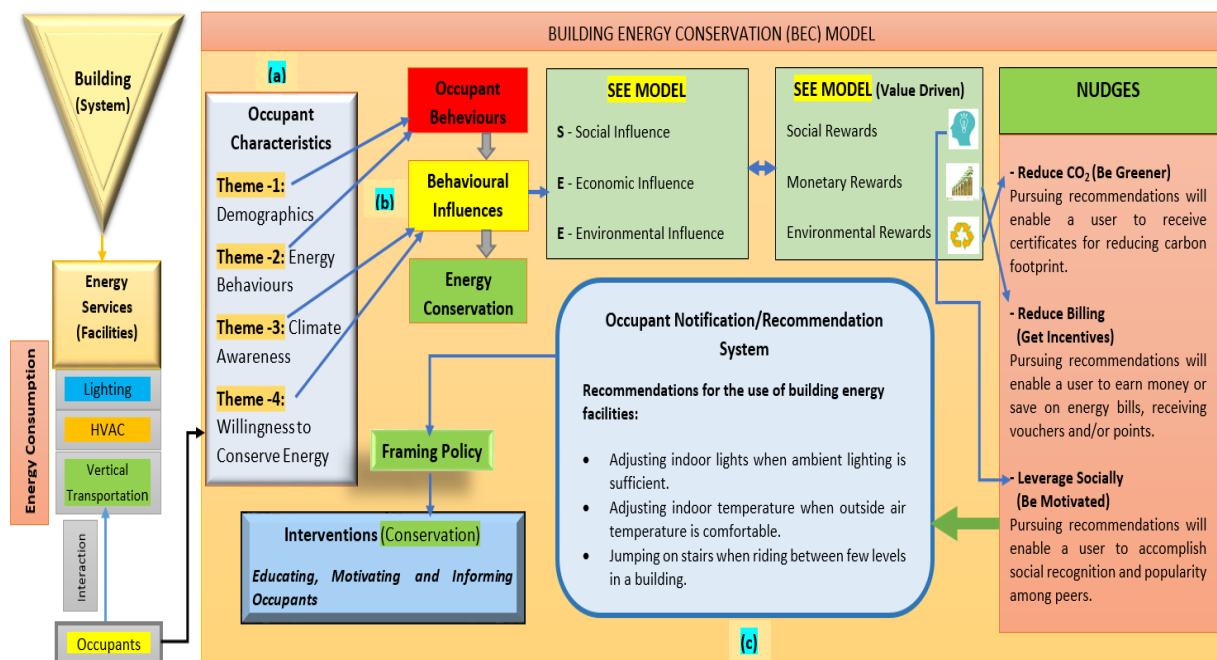 BUILDING ENERGY CONSERVATION (BEC) MODEL
Building
(System)
Energy
Services
(Facilities)
Energy Consumption
Lighting
HVAC
Vertical
Transportation
Interaction
Occupants
(a)
Occupant
Characteristics
Theme -1:
Demographics
Theme -2: Energy
Behaviours
Theme -3: Climate
Awareness
Theme -4:
Willingness to
Conserve Energy
Occupant
Beheviours
(b)
Behavioural
Influences
Energy
Conservation
SEE MODEL
S - Social Influence
E - Economic Influence
E - Environmental Influence
SEE MODEL (Value Driven)
Social Rewards
Monetary Rewards
Environmental Rewards
NUDGES
- Reduce CO₂ (Be Greener)
Pursuing recommendations will
enable a user to receive
certificates for reducing carbon
footprint.
- Reduce Billing
(Get Incentives)
Pursuing recommendations will
enable a user to earn money or
save on energy bills, receiving
vouchers and/or points.
- Leverage Socially
(Be Motivated)
Pursuing recommendations will
enable a user to accomplish
social recognition and popularity
among peers.
Occupant Notification/Recommendation
System
Recommendations for the use of building energy
facilities:
• Adjusting indoor lights when ambient lighting is
sufficient.
• Adjusting indoor temperature when outside air
temperature is comfortable.
• Jumping on stairs when riding between few levels
in a building.
(c)
Framing Policy
Interventions (Conservation)
Educating, Motivating and Informing
Occupants